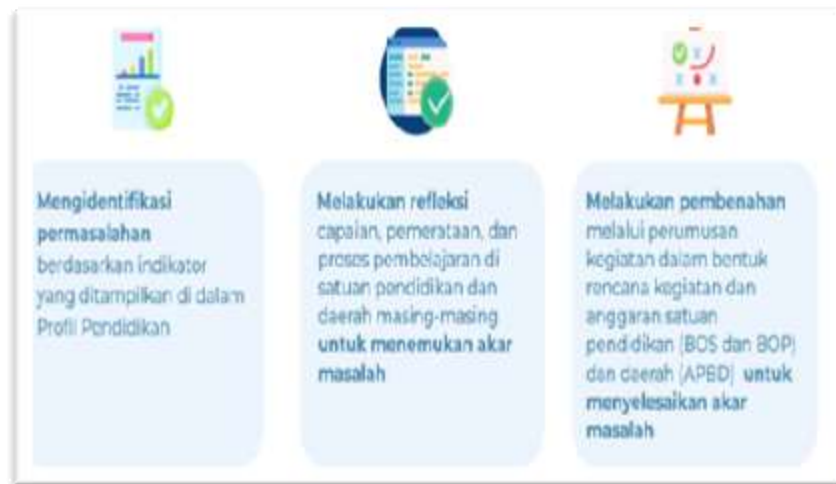 Mengidentifikasi
permasalahan
berdasarkan indikator
yang ditampilkan di dalam
Profil Pendidikan
Melakukan refleksi
capaian, pemerataan, dan
proses pembelajaran di
satuan pendidikan dan
daerah masing-masing
untuk menemukan akar
masalah
Melakukan pembenahan
melalui perumusan
kegiatan dalam bentuk
rencana kegiatan dan
anggaran satuan
pendidikan (BOS dan BOP)
dan daerah (APBD) untuk
menyelesaikan akar
masalah